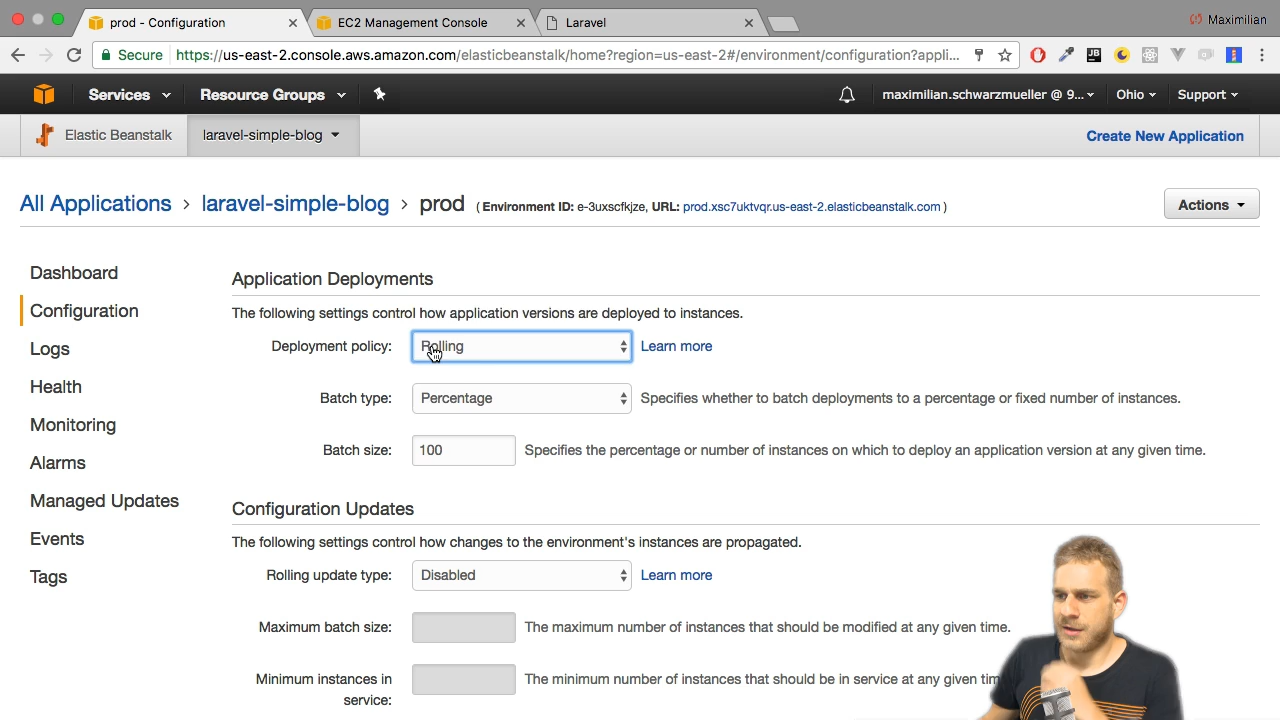 prod - Configuration
EC2 Management Console
Laravel
Maximilian
Secure
https://us-east-2.console.aws.amazon.com/elasticbeanstalk/home?region=us-east-2#/environment/configuration?appli...
Services
Resource Groups
maximilian.schwarzmueller @ 9...
Ohio
Support
Elastic Beanstalk
laravel-simple-blog
Create New Application
All Applications > laravel-simple-blog > prod ( Environment ID: e-3uxscfkjze, URL: prod.xsc7uktvqr.us-east-2.elasticbeanstalk.com )
Actions
Dashboard
Configuration
Logs
Health
Monitoring
Alarms
Managed Updates
Events
Tags
Application Deployments
The following settings control how application versions are deployed to instances.
Deployment policy: Rolling Learn more
Batch type: Percentage Specifies whether to batch deployments to a percentage or fixed number of instances.
Batch size: 100 Specifies the percentage or number of instances on which to deploy an application version at any given time.
Configuration Updates
The following settings control how changes to the environment's instances are propagated.
Rolling update type: Disabled Learn more
Maximum batch size: The maximum number of instances that should be modified at any given time.
Minimum instances in service: The minimum number of instances that should be in service at any given